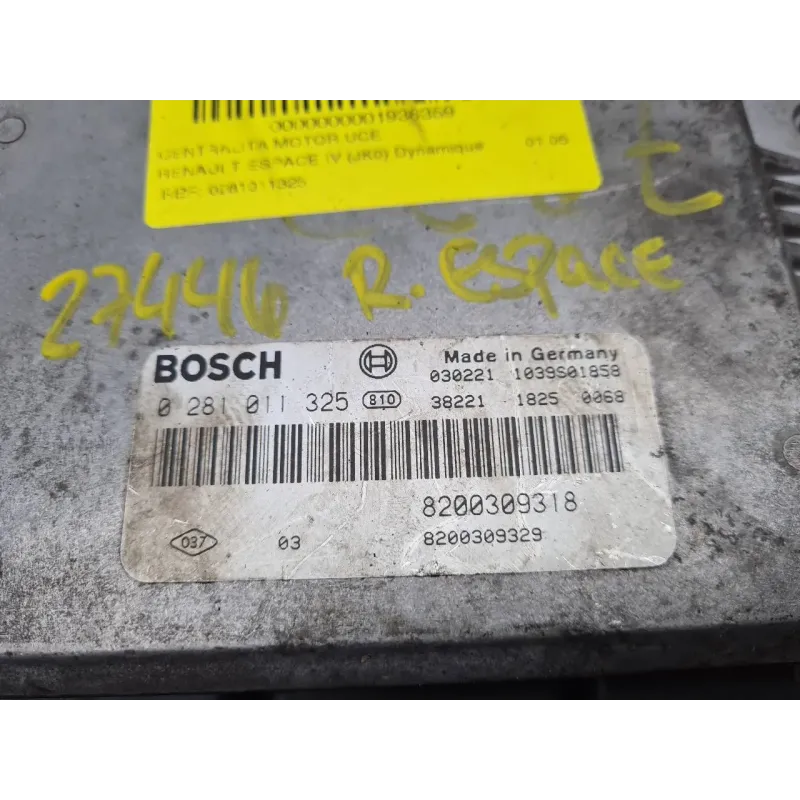 0000000001936359
CENTRALITA MOTOR UCE
RENAULT ESPACE IV (JK0) Dynamique 01.05
REF: 0281011325
27446 R. ESPACE
BOSCH Made in Germany
030221 1039S01858
0 281 011 325 810 38221 1825 0068
8200309318
037 03 8200309329